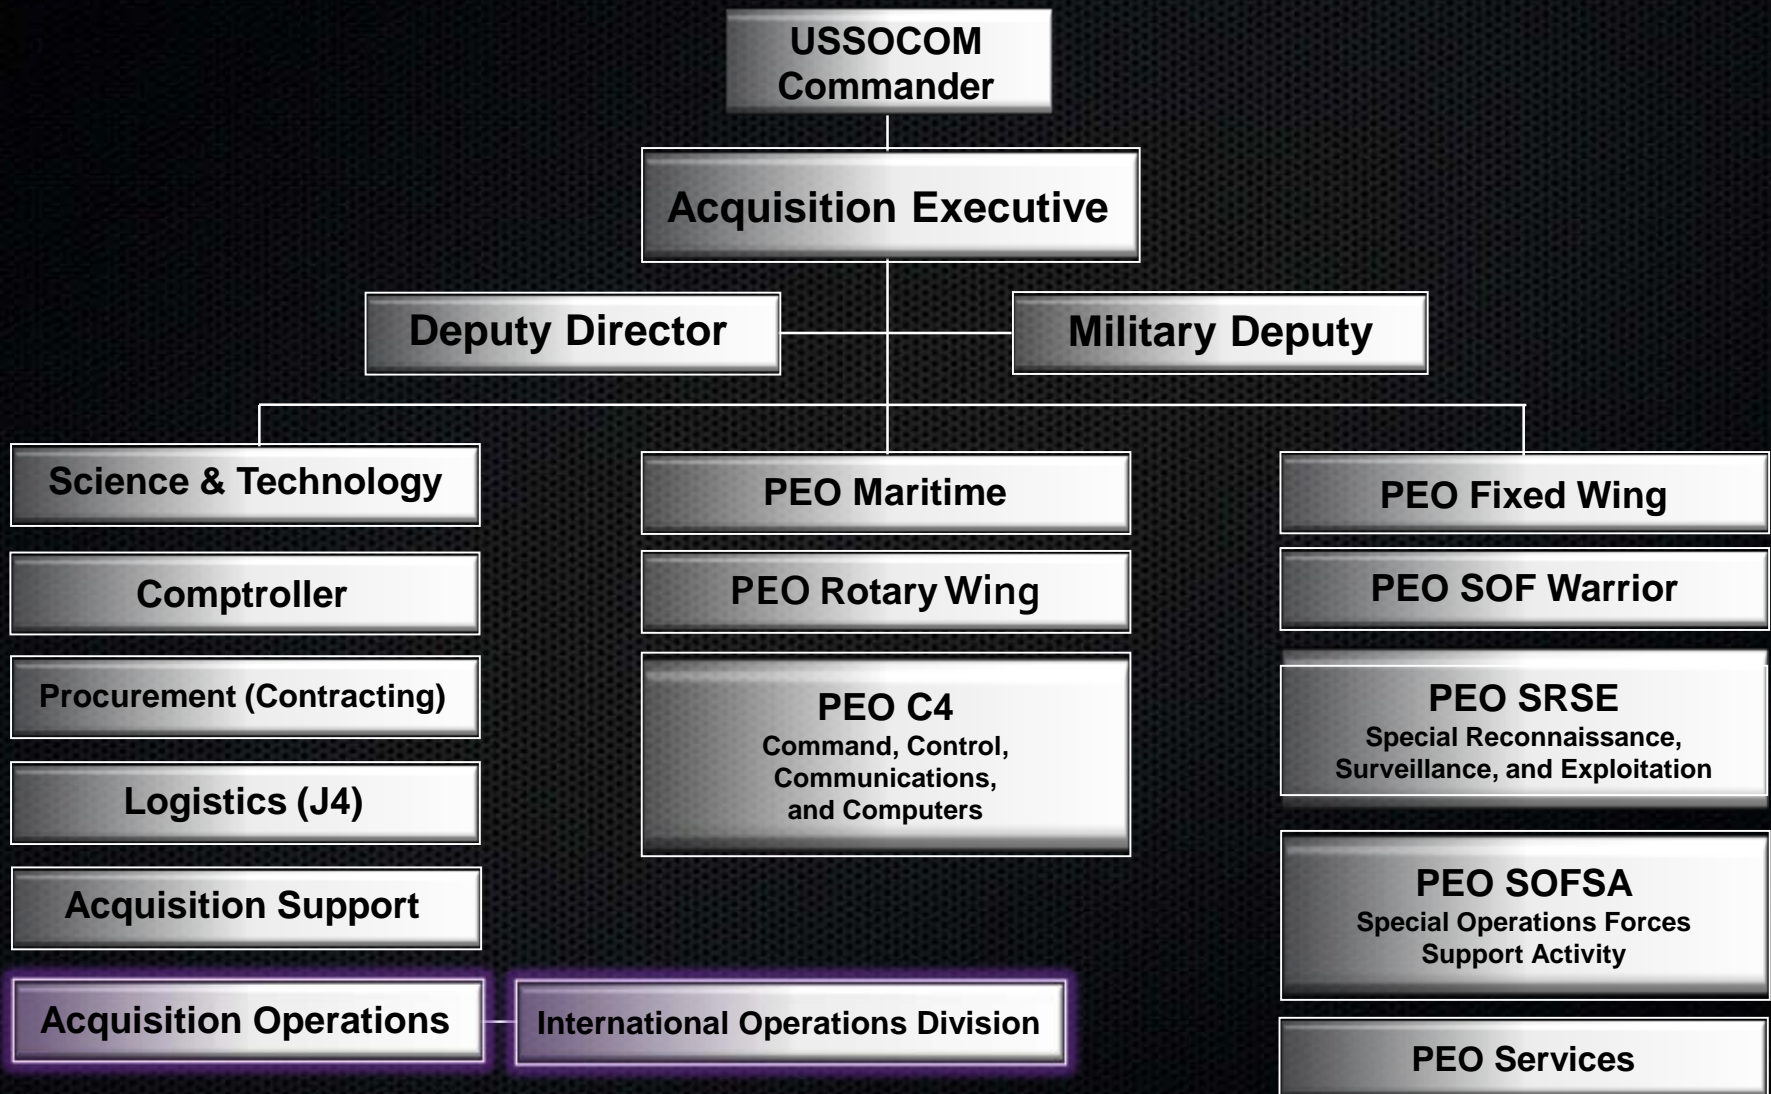 USSOCOM
Commander
Acquisition Executive
Deputy Director
Military Deputy
Science & Technology
Comptroller
Procurement (Contracting)
Logistics (J4)
Acquisition Support
Acquisition Operations
International Operations Division
PEO Maritime
PEO Rotary Wing
PEO C4
Command, Control,
Communications,
and Computers
PEO Fixed Wing
PEO SOF Warrior
PEO SRSE
Special Reconnaissance,
Surveillance, and Exploitation
PEO SOFSA
Special Operations Forces
Support Activity
PEO Services